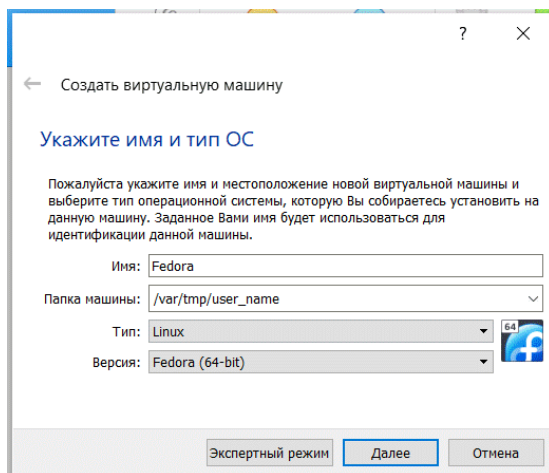 ?
Создать виртуальную машину
Укажите имя и тип ОС
Пожалуйста укажите имя и местоположение новой виртуальной машины и
выберите тип операционной системы, которую Вы собираетесь установить на
данную машину. Заданное Вами имя будет использоваться для
идентификации данной машины.
Имя: Fedora
Папка машины: /var/tmp/user_name
Тип: Linux
64
Версия: Fedora (64-bit)
Экспертный режим Далее Отмена